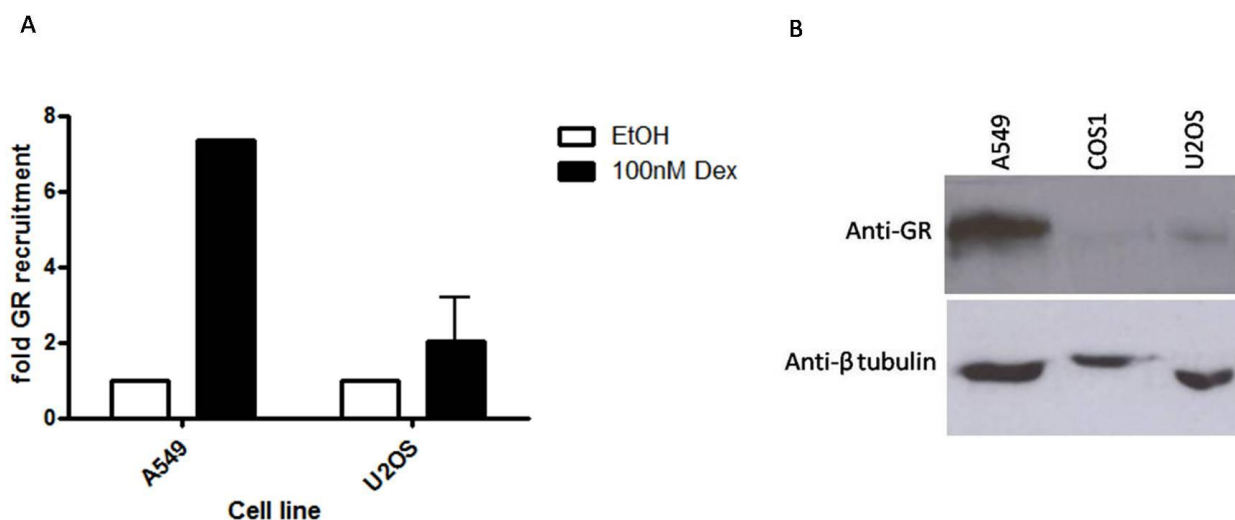 A
8
6
4
2
0
fold GR recruitment
A549
U2OS
Cell line
EtOH
100nM Dex
B
A549
COS1
U2OS
Anti-GR
Anti-β tubulin